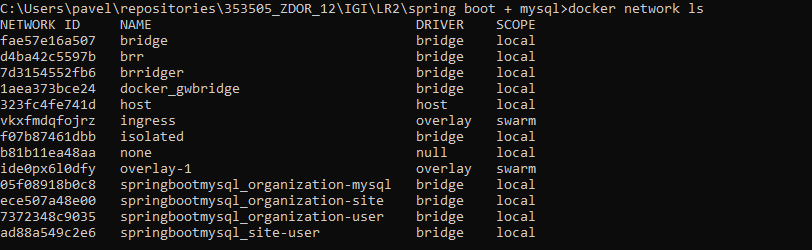 C:\Users\pavel\repositories\353505_ZDOR_12\IGI\LR2\spring boot + mysql>docker network ls
NETWORK ID     NAME                              DRIVER    SCOPE
fae57e16a507   bridge                            bridge    local
d4ba42c5597b   brr                               bridge    local
7d3154552fb6   brridger                          bridge    local
1aea373bce24   docker_gwbridge                   bridge    local
323fc4fe741d   host                              host      local
vkxfmdqfojrz   ingress                           overlay   swarm
f07b87461dbb   isolated                          bridge    local
b81b11ea48aa   none                              null      local
ide0px6l0dfy   overlay-1                         overlay   swarm
05f08918b0c8   springbootmysql_organization-mysql   bridge    local
ece507a48e00   springbootmysql_organization-site    bridge    local
7372348c9035   springbootmysql_organization-user    bridge    local
ad88a549c2e6   springbootmysql_site-user            bridge    local